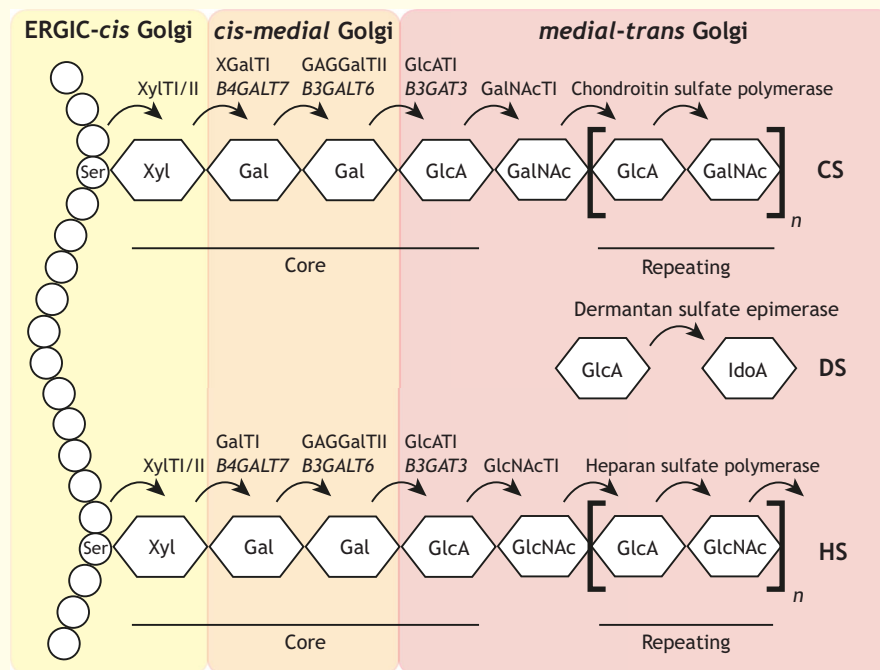 ERGIC-cis Golgi
cis-medial Golgi
medial-trans Golgi
XylTI/II
XGalTI
B4GALT7
GAGGalTII
B3GALT6
GlcATI
B3GAT3
GalNAcTI
Chondroitin sulfate polymerase
Ser
Xyl
Gal
Gal
GlcA
GalNAc
GlcA
GalNAc
n
CS
Core
Repeating
Dermantan sulfate epimerase
GlcA
IdoA
DS
XylTI/II
GalTI
B4GALT7
GAGGalTII
B3GALT6
GlcATI
B3GAT3
GlcNAcTI
Heparan sulfate polymerase
Ser
Xyl
Gal
Gal
GlcA
GlcNAc
GlcA
GlcNAc
n
HS
Core
Repeating